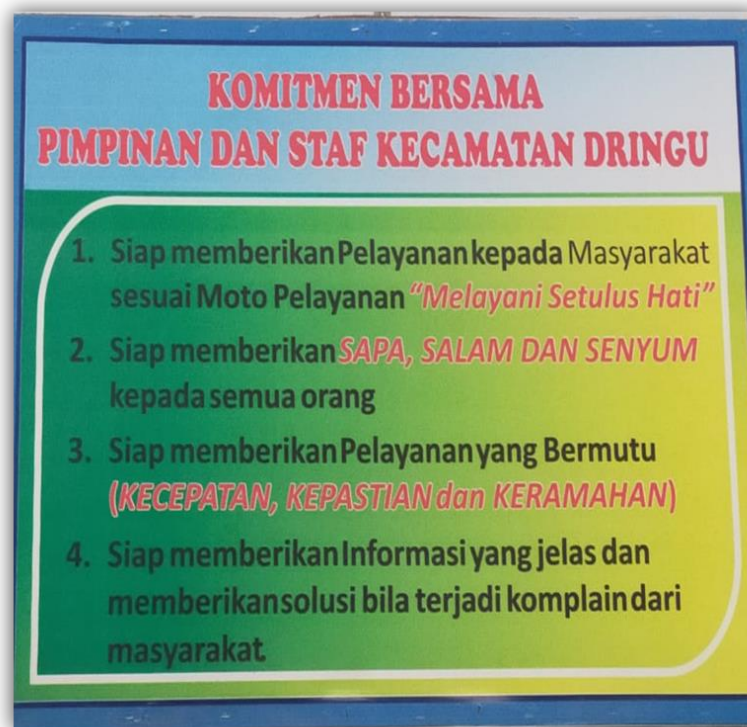 KOMITMEN BERSAMA
PIMPINAN DAN STAF KECAMATAN DRINGU
1. Siap memberikan Pelayanan kepada Masyarakat
sesuai Moto Pelayanan "Melayani Setulus Hati"
2. Siap memberikan SAPA, SALAM DAN SENYUM
kepada semua orang
3. Siap memberikan Pelayanan yang Bermutu
(KECEPATAN, KEPASTIAN dan KERAMAHAN)
4. Siap memberikan Informasi yang jelas dan
memberikan solusi bila terjadi komplain dari
masyarakat.